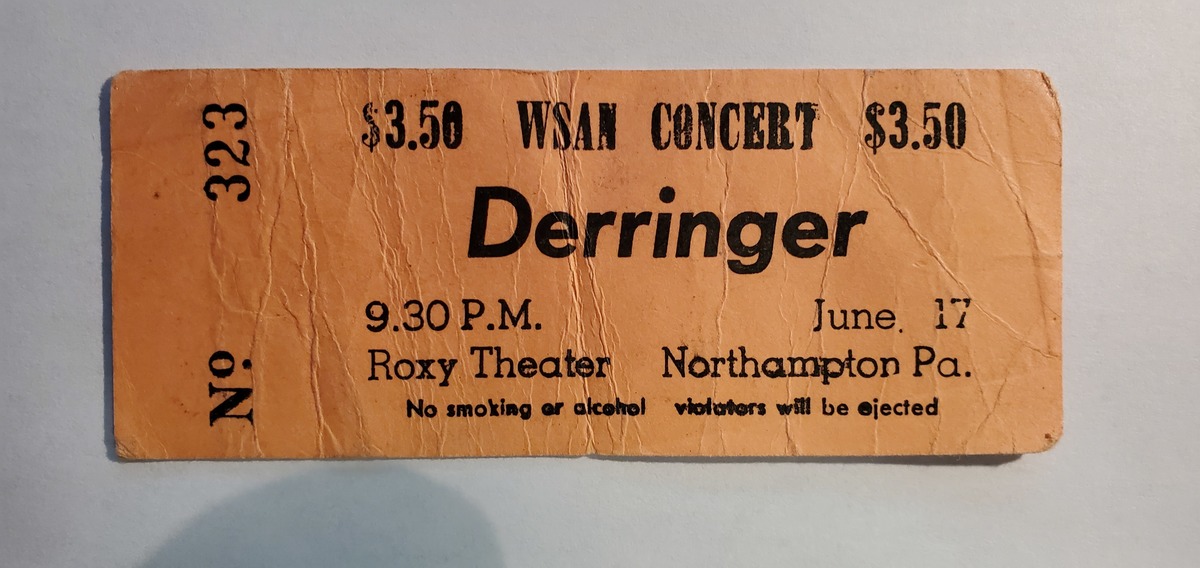 No. 323
$3.50 WSAN CONCERT $3.50
Derringer
9.30 P.M. June. 17
Roxy Theater Northampton Pa.
No smoking or alcohol violators will be ejected